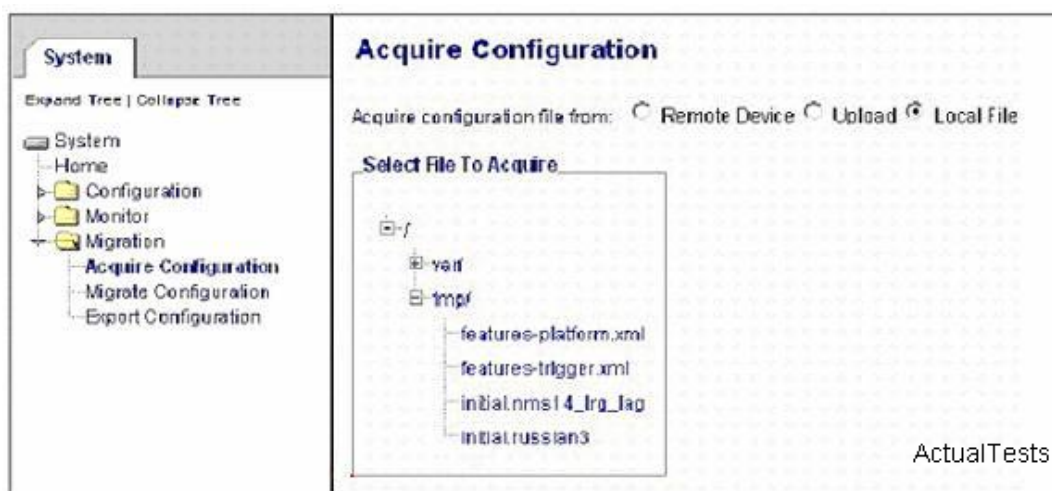 System
Expand Tree | Collapse Tree
System
Home
Configuration
Monitor
Migration
Acquire Configuration
Migrate Configuration
Export Configuration
Acquire Configuration
Acquire configuration file from: Remote Device Upload Local File
Select File To Acquire
/
var/
tmp/
features-platform.xml
features-trigger.xml
initial.nms14_lrg_lag
initial.russian3
ActualTests